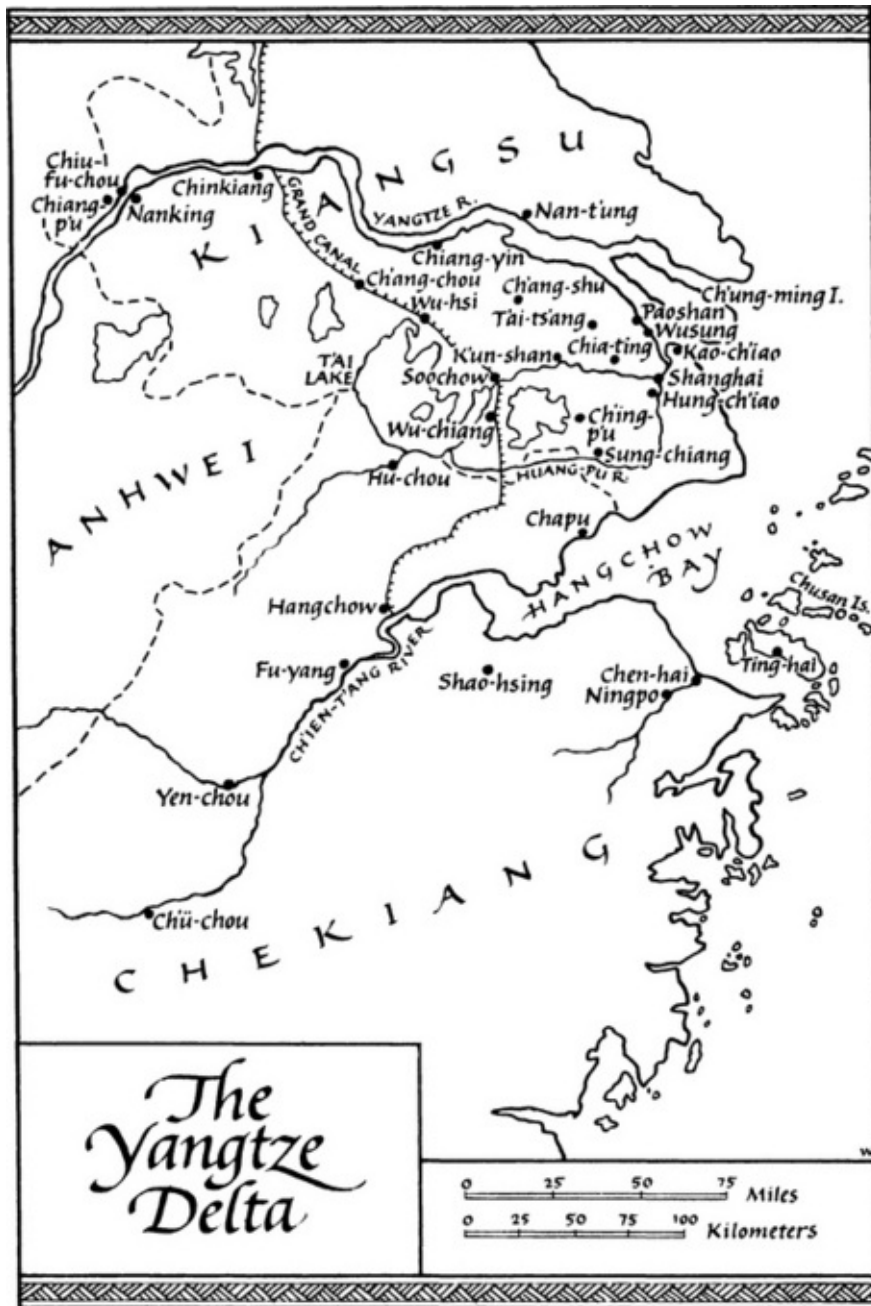 KIANGSU
Chiu-
fu-chou
Chiang-
p'u
Nanking
Chinkiang
GRAND CANAL
YANGTZE R.
Nan-t'ung
Chiang-yin
Ch'ang-chou
Ch'ang-shu
Ch'ung-ming I.
Wu-hsi
T'ai-ts'ang
Paoshan
Wusung
K'un-shan
Chia-ting
Kao-ch'iao
T'AI
LAKE
Soochow
Shanghai
Hung-ch'iao
Wu-chiang
Ch'ing-
p'u
Sung-chiang
Hu-chou
HUANG-PU R.
ANHWEI
Chapu
HANGCHOW
BAY
Chusan Is.
Hangchow
Fu-yang
CH'IEN-T'ANG RIVER
Shao-hsing
Chen-hai
Ningpo
Ting-hai
Yen-chou
Ch'ü-chou
CHEKIANG
The
Yangtze
Delta
0 25 50 75 Miles
0 25 50 75 100 Kilometers